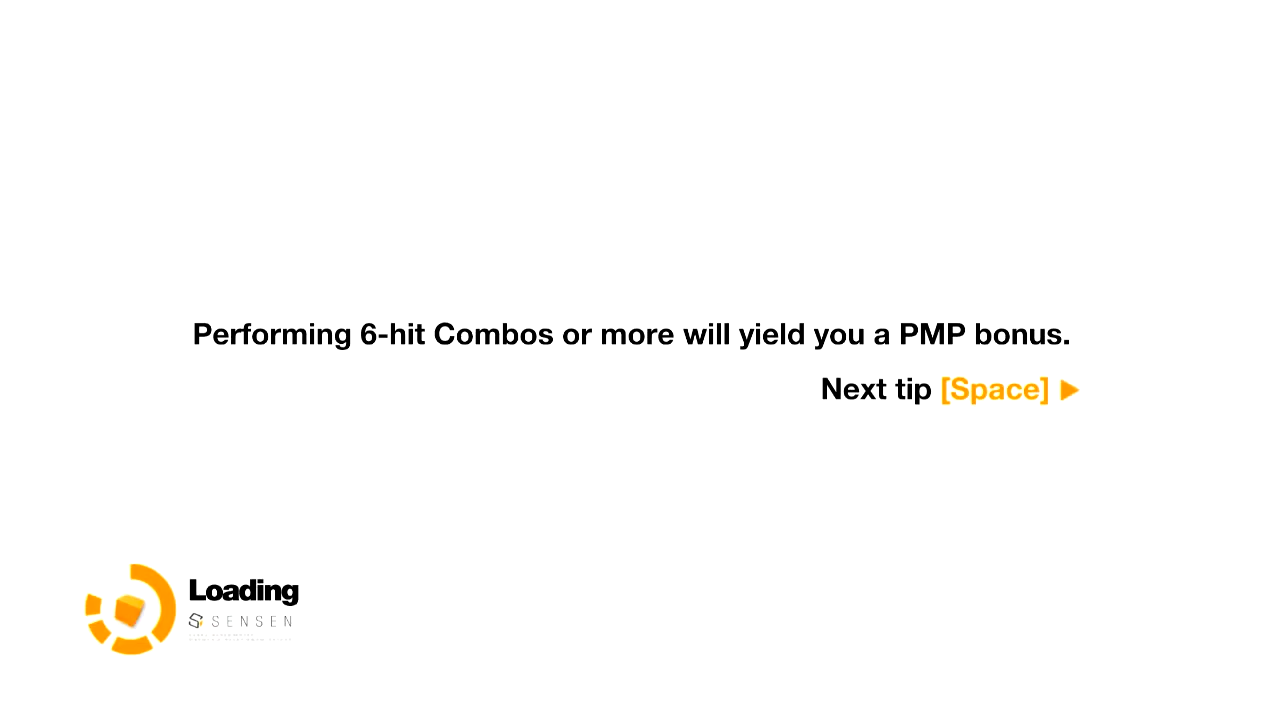 Performing 6-hit Combos or more will yield you a PMP bonus.
Next tip [Space]
Loading
SENSEN